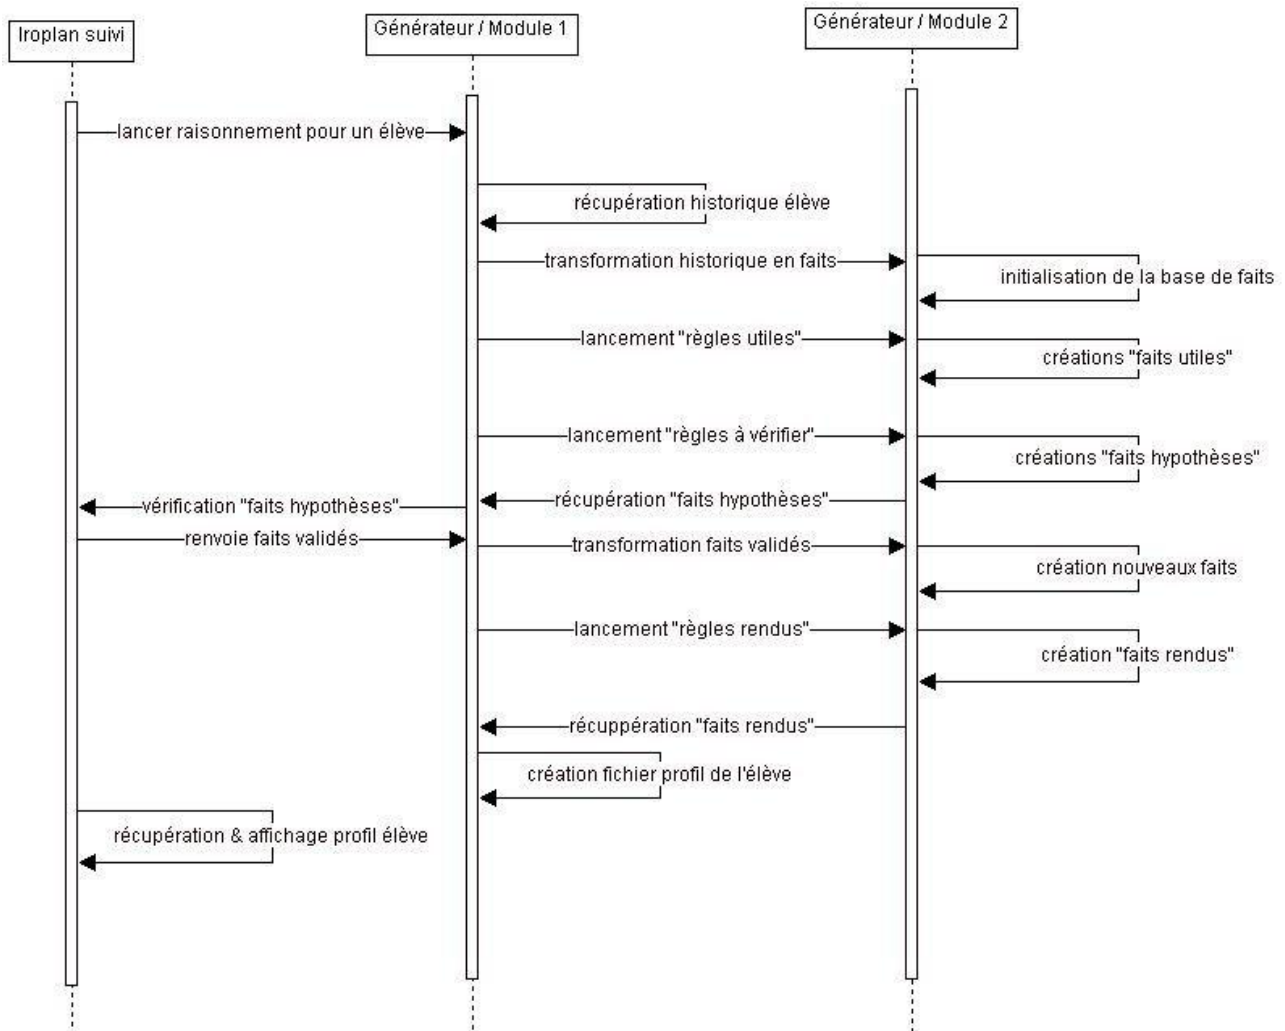 Iroplan suivi
Générateur / Module 1
Générateur / Module 2
lancer raisonnement pour un élève
récupération historique élève
transformation historique en faits
initialisation de la base de faits
lancement "règles utiles"
créations "faits utiles"
lancement "règles à vérifier"
créations "faits hypothèses"
récupération "faits hypothèses"
vérification "faits hypothèses"
renvoie faits validés
transformation faits validés
création nouveaux faits
lancement "règles rendus"
création "faits rendus"
récuppération "faits rendus"
création fichier profil de l'élève
récupération & affichage profil élève